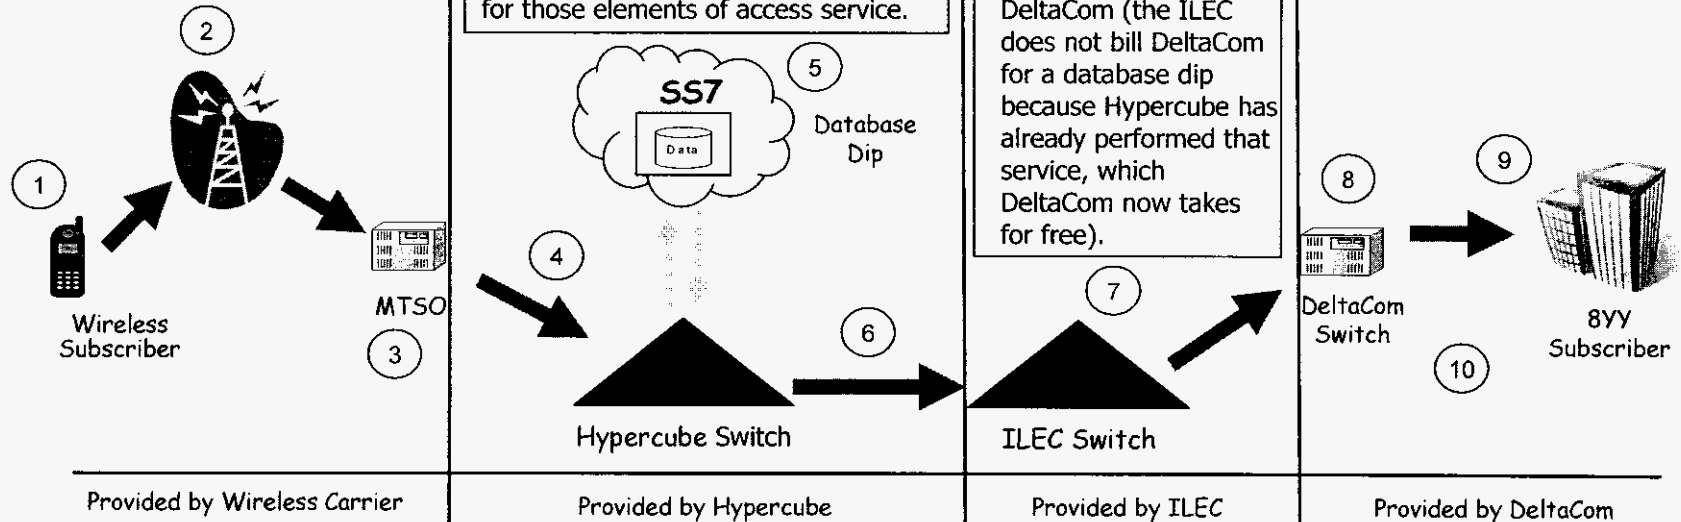 for those elements of access service.
DeltaCom (the ILEC
does not bill DeltaCom
for a database dip
because Hypercube has
already performed that
service, which
DeltaCom now takes
for free).
2
5
SS7
Data
Database
Dip
1
9
8
4
MTSO
3
Wireless
Subscriber
6
7
DeltaCom
Switch
8YY
Subscriber
10
Hypercube Switch
ILEC Switch
Provided by Wireless Carrier
Provided by Hypercube
Provided by ILEC
Provided by DeltaCom